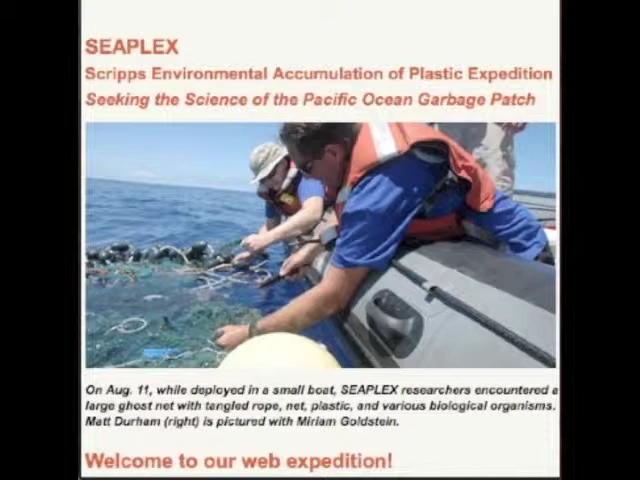 SEAPLEX
Scripps Environmental Accumulation of Plastic Expedition
Seeking the Science of the Pacific Ocean Garbage Patch
On Aug. 11, while deployed in a small boat, SEAPLEX researchers encountered a
large ghost net with tangled rope, net, plastic, and various biological organisms.
Matt Durham (right) is pictured with Miriam Goldstein.
Welcome to our web expedition!